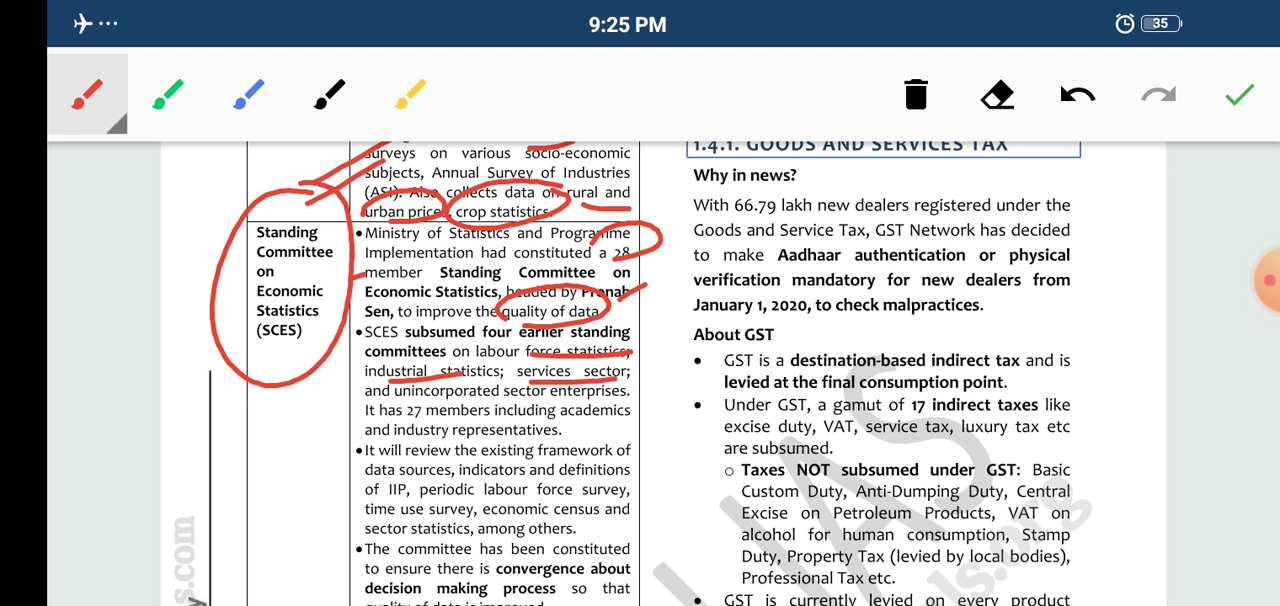 9:25 PM
35
surveys on various socio-economic
subjects, Annual Survey of Industries
(ASI). Also collects data on rural and
urban prices, crop statistics.
Standing
Committee
on
Economic
Statistics
(SCES)
•Ministry of Statistics and Programme
Implementation had constituted a 28
member Standing Committee on
Economic Statistics, headed by Pronab
Sen, to improve the quality of data.
•SCES subsumed four earlier standing
committees on labour force statistics;
industrial statistics; services sector;
and unincorporated sector enterprises.
It has 27 members including academics
and industry representatives.
•It will review the existing framework of
data sources, indicators and definitions
of IIP, periodic labour force survey,
time use survey, economic census and
sector statistics, among others.
•The committee has been constituted
to ensure there is convergence about
decision making process so that
quality of data is improved.
1.4.1. GOODS AND SERVICES TAX
Why in news?
With 66.79 lakh new dealers registered under the
Goods and Service Tax, GST Network has decided
to make Aadhaar authentication or physical
verification mandatory for new dealers from
January 1, 2020, to check malpractices.
About GST
• GST is a destination-based indirect tax and is
levied at the final consumption point.
• Under GST, a gamut of 17 indirect taxes like
excise duty, VAT, service tax, luxury tax etc
are subsumed.
o Taxes NOT subsumed under GST: Basic
Custom Duty, Anti-Dumping Duty, Central
Excise on Petroleum Products, VAT on
alcohol for human consumption, Stamp
Duty, Property Tax (levied by local bodies),
Professional Tax etc.
• GST is currently levied on every product
IAS
ls.org
s.com